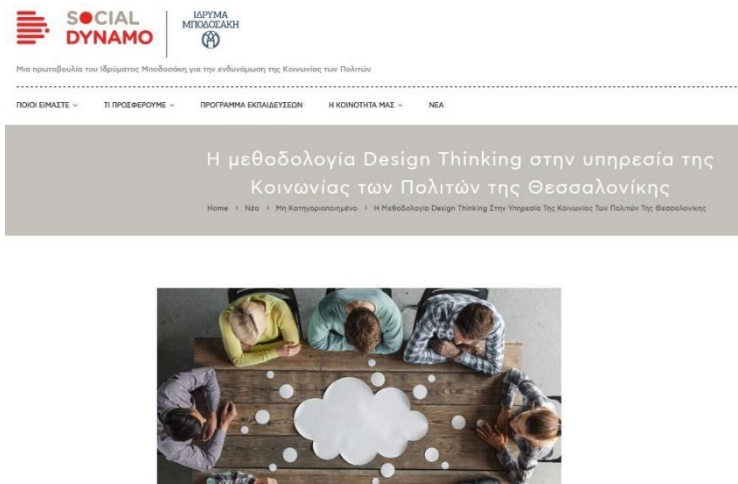 SOCIAL
DYNAMO
ΙΔΡΥΜΑ
ΜΠΟΔΟΣΑΚΗ
Μια πρωτοβουλία του Ιδρύματος Μποδοσάκη για την ενδυνάμωση της Κοινωνίας των Πολιτών
ΠΟΙΟΙ ΕΙΜΑΣΤΕ ΤΙ ΠΡΟΣΦΕΡΟΥΜΕ ΠΡΟΓΡΑΜΜΑ ΕΚΠΑΙΔΕΥΣΕΩΝ Η ΚΟΙΝΟΤΗΤΑ ΜΑΣ ΝΕΑ
Η μεθοδολογία Design Thinking στην υπηρεσία της
Κοινωνίας των Πολιτών της Θεσσαλονίκης
Home > Νέα > Μη Κατηγοριοποιημένο > Η Μεθοδολογία Design Thinking Στην Υπηρεσία Της Κοινωνίας Των Πολιτών Της Θεσσαλονίκης